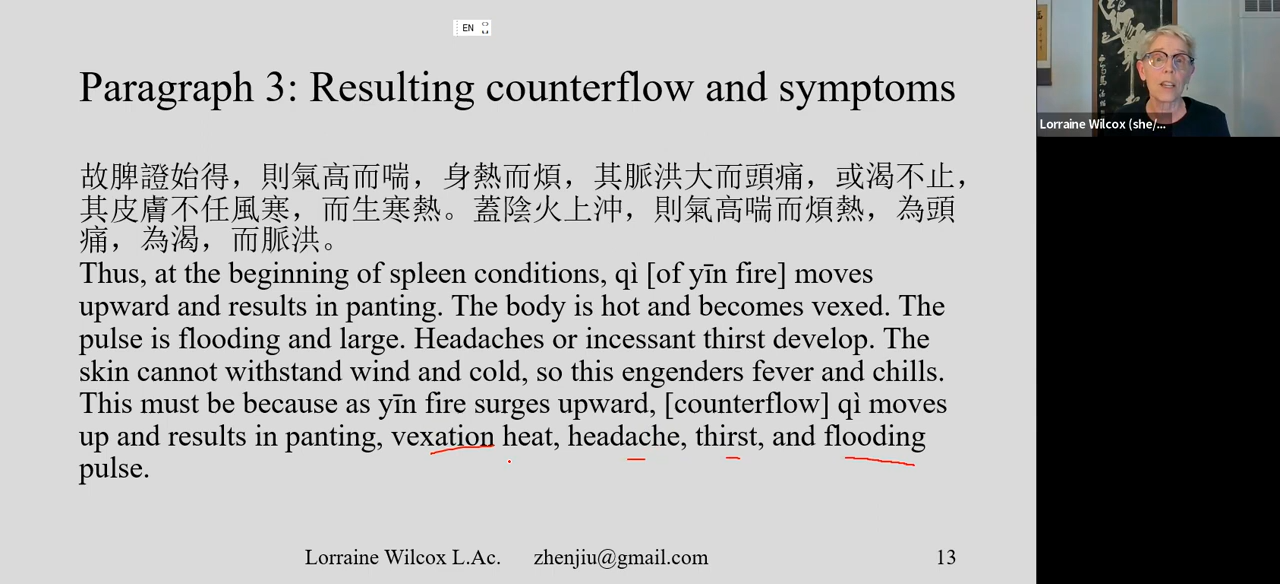 EN
Paragraph 3: Resulting counterflow and symptoms
故脾證始得，則氣高而喘，身熱而煩，其脈洪大而頭痛，或渴不止，
其皮膚不任風寒，而生寒熱。蓋陰火上沖，則氣高喘而煩熱，為頭
痛，為渴，而脈洪。
Thus, at the beginning of spleen conditions, qì [of yīn fire] moves
upward and results in panting. The body is hot and becomes vexed. The
pulse is flooding and large. Headaches or incessant thirst develop. The
skin cannot withstand wind and cold, so this engenders fever and chills.
This must be because as yīn fire surges upward, [counterflow] qì moves
up and results in panting, vexation heat, headache, thirst, and flooding
pulse.
Lorraine Wilcox L.Ac. zhenjiu@gmail.com 13
Lorraine Wilcox (she/...